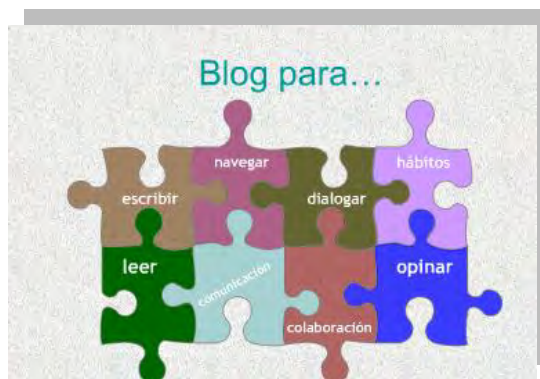 Blog para...
navegar
hábitos
escribir
dialogar
leer
comunicación
opinar
colaboración